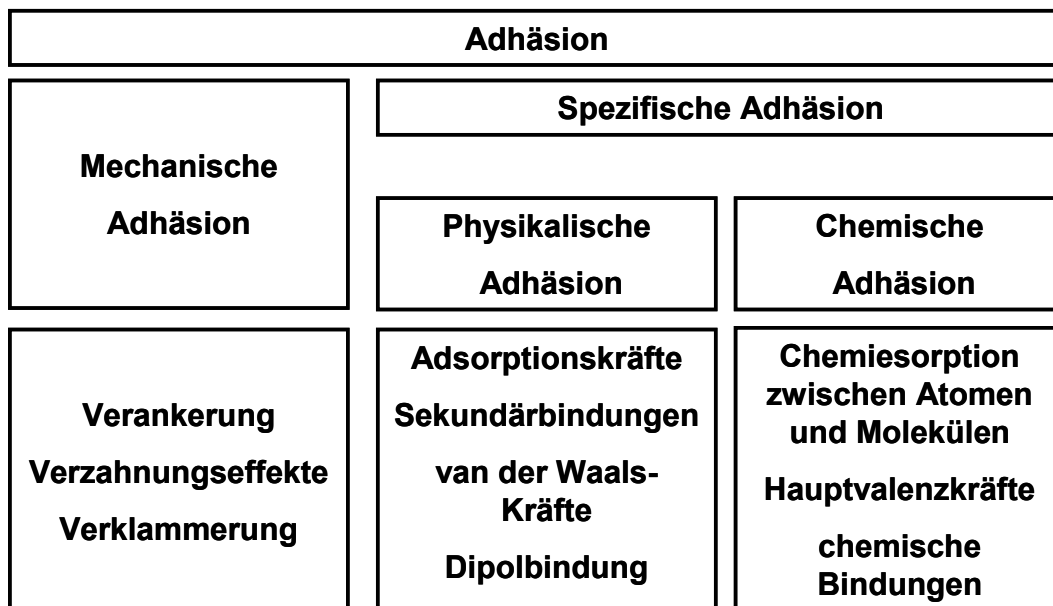 Adhäsion
Mechanische
Adhäsion
Spezifische Adhäsion
Physikalische
Adhäsion
Chemische
Adhäsion
Verankerung
Verzahnungseffekte
Verklammerung
Adsorptionskräfte
Sekundärbindungen
van der Waals-
Kräfte
Dipolbindung
Chemiesorption
zwischen Atomen
und Molekülen
Hauptvalenzkräfte
chemische
Bindungen